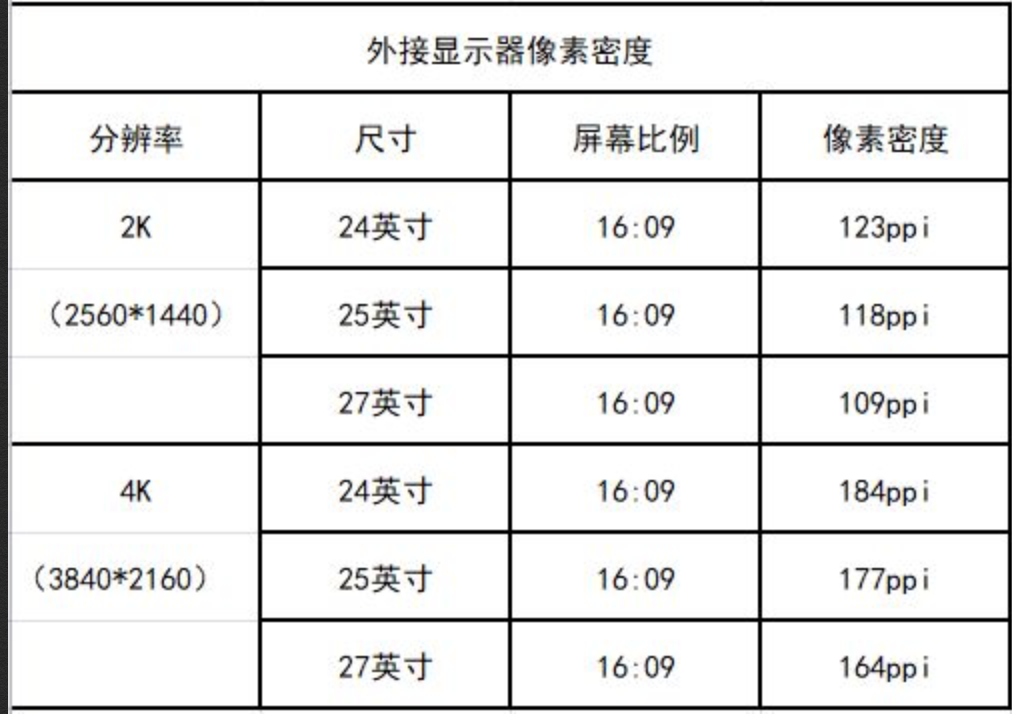 外接显示器像素密度
分辨率 尺寸 屏幕比例 像素密度
2K 24英寸 16:09 123ppi
（2560*1440） 25英寸 16:09 118ppi
27英寸 16:09 109ppi
4K 24英寸 16:09 184ppi
（3840*2160） 25英寸 16:09 177ppi
27英寸 16:09 164ppi